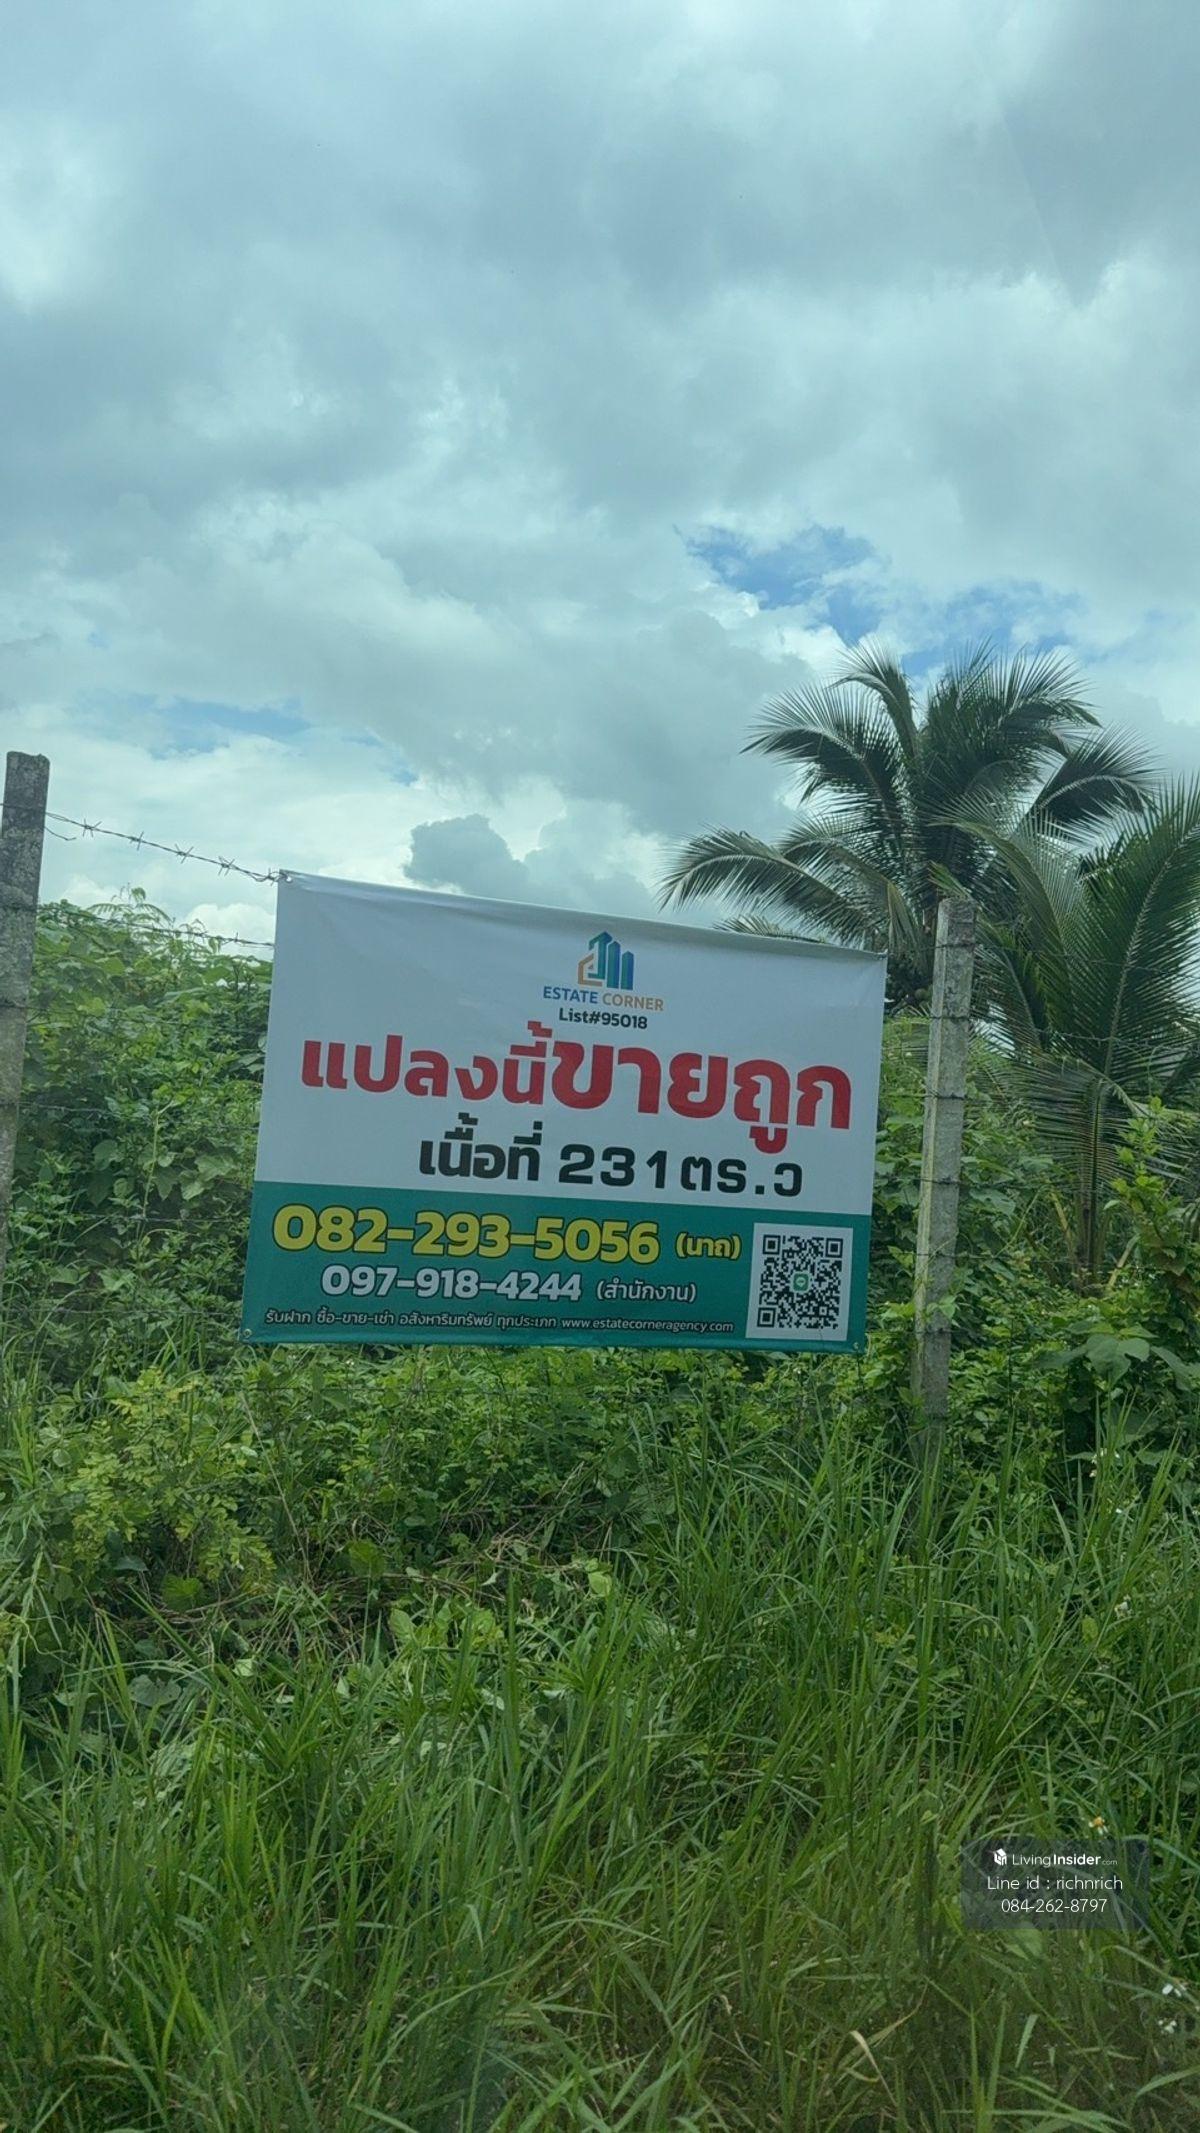 ESTATE CORNER
List#95018
แปลงนี้ขายถูก
เนื้อที่ 231ตร.ว
082-293-5056 (นาถ)
097-918-4244 (สำนักงาน)
รับฝาก ซื้อ-ขาย-เช่า อสังหาริมทรัพย์ ทุกประเภท www.estatecorneragency.com
LivingInsider.com
Line id : richnrich
084-262-8797